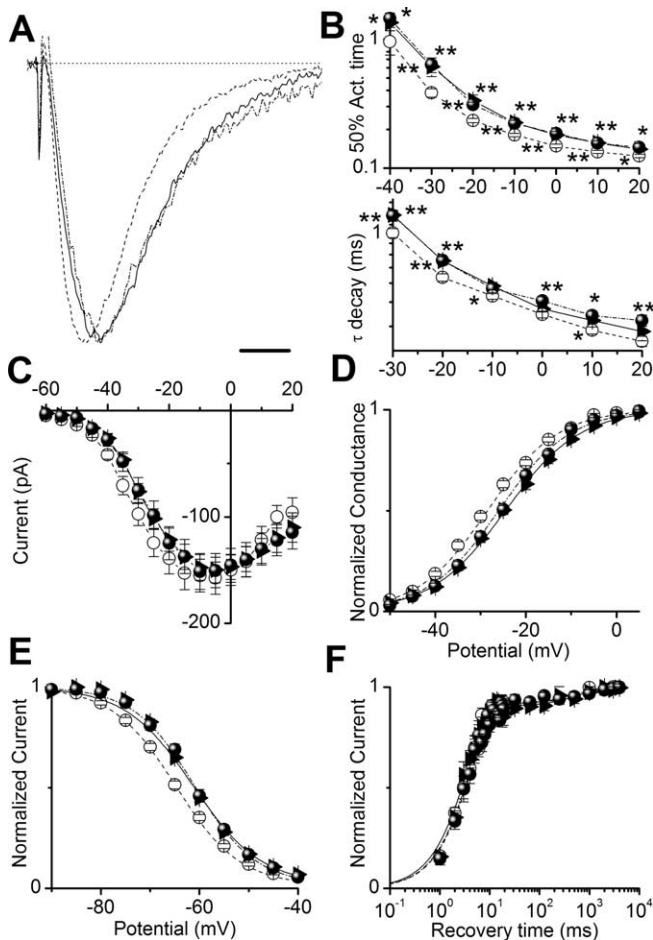 A
B
50% Act. time
1
0.1
* ** ** ** ** ** *
** ** ** ** ** ** *
-40 -30 -20 -10 0 10 20
τ decay (ms)
1
** ** ** ** * **
** * *
-30 -20 -10 0 10 20
C
-60 -40 -20 0 20
Current (pA)
-100
-200
D
Normalized Conductance
1
0
-40 -20 0
Potential (mV)
E
Normalized Current
1
0
-80 -60 -40
Potential (mV)
F
Normalized Current
1
0
10-1 100 101 102 103 104
Recovery time (ms)